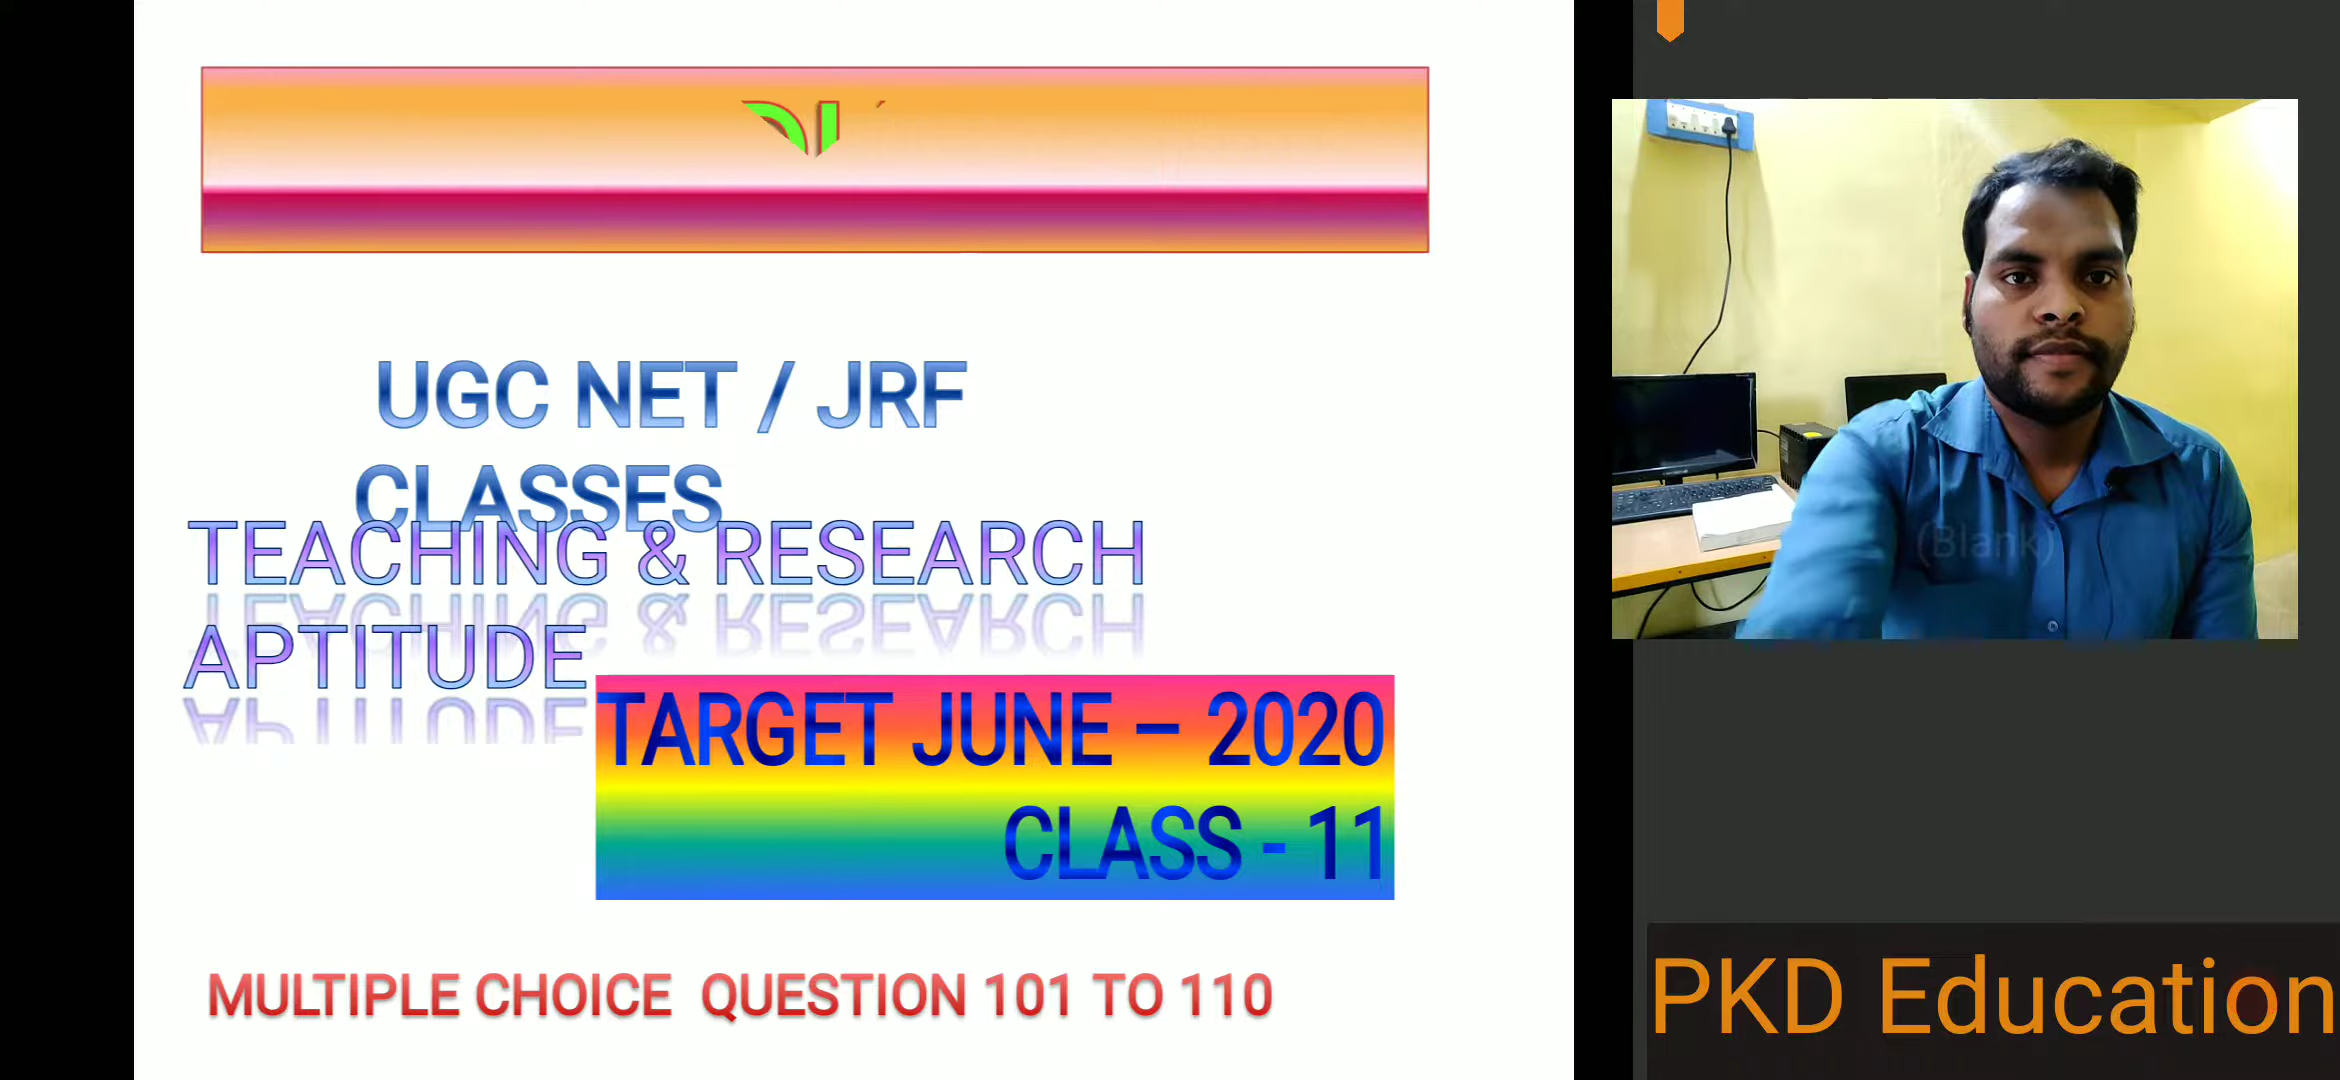 UGC NET / JRF
CLASSES
TEACHING & RESEARCH
APTITUDE
TARGET JUNE – 2020
CLASS - 11
MULTIPLE CHOICE QUESTION 101 TO 110
(Blank)
PKD Education